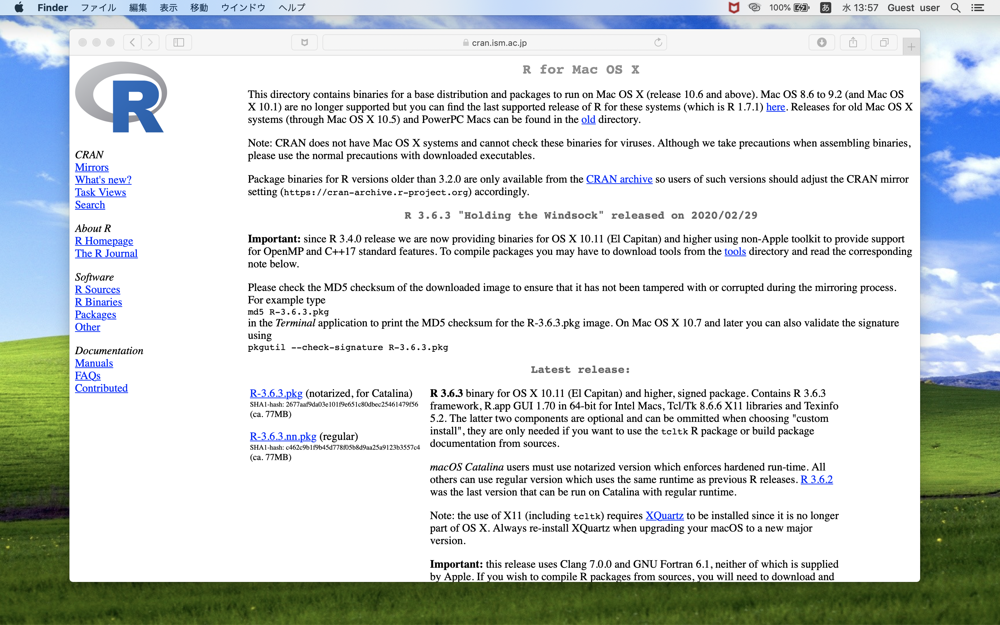 Finder ファイル 編集 表示 移動 ウインドウ ヘルプ 100% あ 水 13:57 Guest user
cran.ism.ac.jp
R
CRAN
Mirrors
What's new?
Task Views
Search
About R
R Homepage
The R Journal
Software
R Sources
R Binaries
Packages
Other
Documentation
Manuals
FAQs
Contributed
R for Mac OS X
This directory contains binaries for a base distribution and packages to run on Mac OS X (release 10.6 and above). Mac OS 8.6 to 9.2 (and Mac OS
X 10.1) are no longer supported but you can find the last supported release of R for these systems (which is R 1.7.1) here. Releases for old Mac OS X
systems (through Mac OS X 10.5) and PowerPC Macs can be found in the old directory.
Note: CRAN does not have Mac OS X systems and cannot check these binaries for viruses. Although we take precautions when assembling binaries,
please use the normal precautions with downloaded executables.
Package binaries for R versions older than 3.2.0 are only available from the CRAN archive so users of such versions should adjust the CRAN mirror
setting (https://cran-archive.r-project.org) accordingly.
R 3.6.3 "Holding the Windsock" released on 2020/02/29
Important: since R 3.4.0 release we are now providing binaries for OS X 10.11 (El Capitan) and higher using non-Apple toolkit to provide support
for OpenMP and C++17 standard features. To compile packages you may have to download tools from the tools directory and read the corresponding
note below.
Please check the MD5 checksum of the downloaded image to ensure that it has not been tampered with or corrupted during the mirroring process.
For example type
md5 R-3.6.3.pkg
in the Terminal application to print the MD5 checksum for the R-3.6.3.pkg image. On Mac OS X 10.7 and later you can also validate the signature
using
pkgutil --check-signature R-3.6.3.pkg
Latest release:
R-3.6.3.pkg (notarized, for Catalina)
SHA1-hash: 2677aaf9da03e101f9e651c80dbec25461479f56
(ca. 77MB)
R-3.6.3.nn.pkg (regular)
SHA1-hash: c462c9b1f9b45d778f05b8d9aa25a9123b3557c4
(ca. 77MB)
R 3.6.3 binary for OS X 10.11 (El Capitan) and higher, signed package. Contains R 3.6.3
framework, R.app GUI 1.70 in 64-bit for Intel Macs, Tcl/Tk 8.6.6 X11 libraries and Texinfo
5.2. The latter two components are optional and can be ommitted when choosing "custom
install", they are only needed if you want to use the tcltk R package or build package
documentation from sources.
macOS Catalina users must use notarized version which enforces hardened run-time. All
others can use regular version which uses the same runtime as previous R releases. R 3.6.2
was the last version that can be run on Catalina with regular runtime.
Note: the use of X11 (including tcltk) requires XQuartz to be installed since it is no longer
part of OS X. Always re-install XQuartz when upgrading your macOS to a new major
version.
Important: this release uses Clang 7.0.0 and GNU Fortran 6.1, neither of which is supplied
by Apple. If you wish to compile R packages from sources, you will need to download and